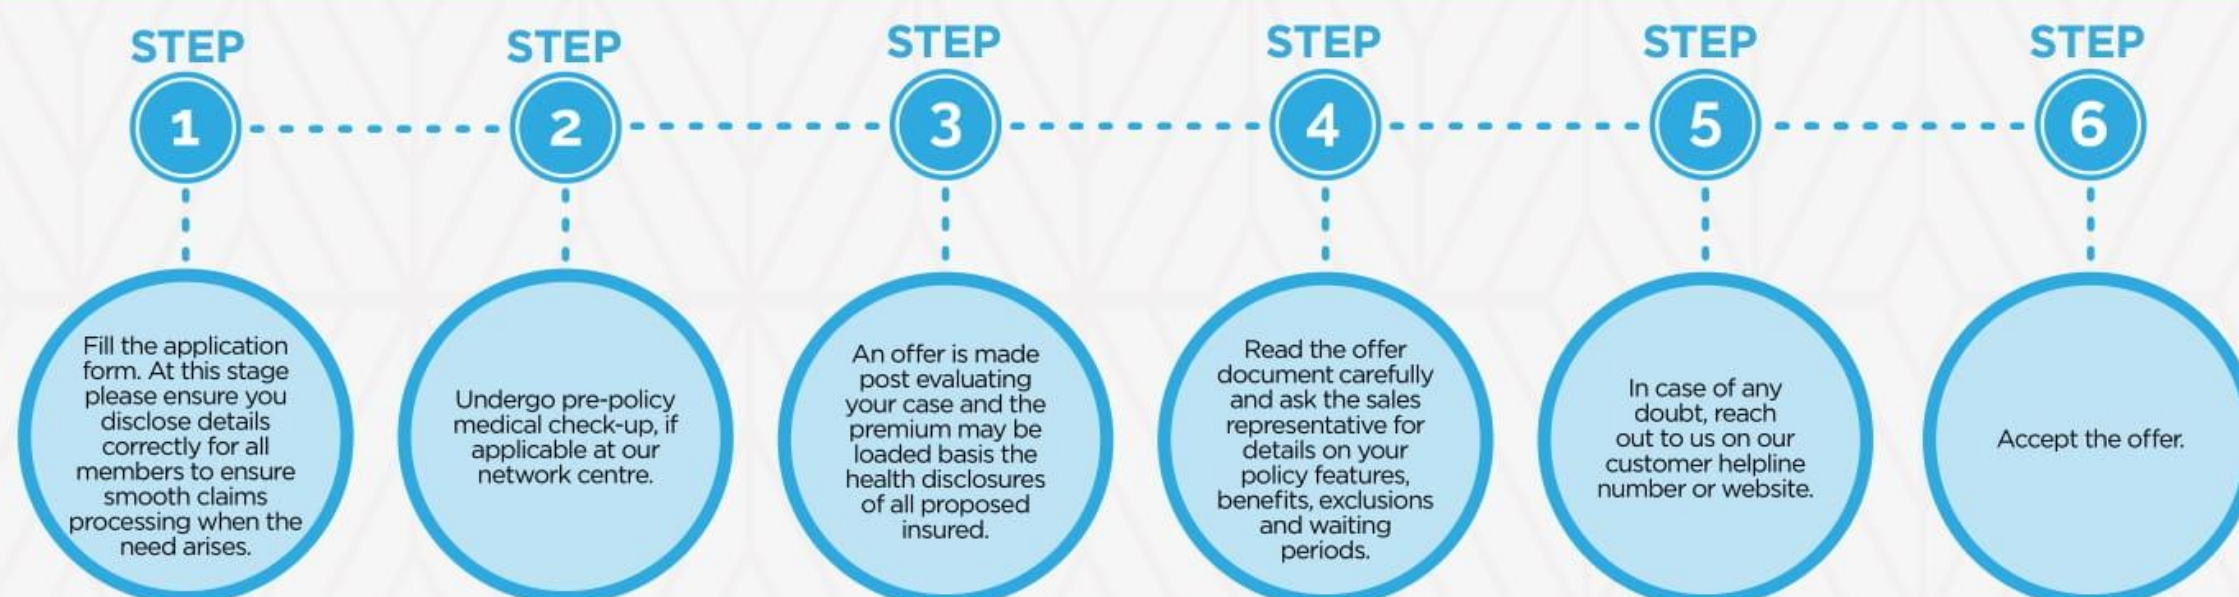 STEP
1
Fill the application
form. At this stage
please ensure you
disclose details
correctly for all
members to ensure
smooth claims
processing when the
need arises.
STEP
2
Undergo pre-policy
medical check-up, if
applicable at our
network centre.
STEP
3
An offer is made
post evaluating
your case and the
premium may be
loaded basis the
health disclosures
of all proposed
insured.
STEP
4
Read the offer
document carefully
and ask the sales
representative for
details on your
policy features,
benefits, exclusions
and waiting
periods.
STEP
5
In case of any
doubt, reach
out to us on our
customer helpline
number or website.
STEP
6
Accept the offer.